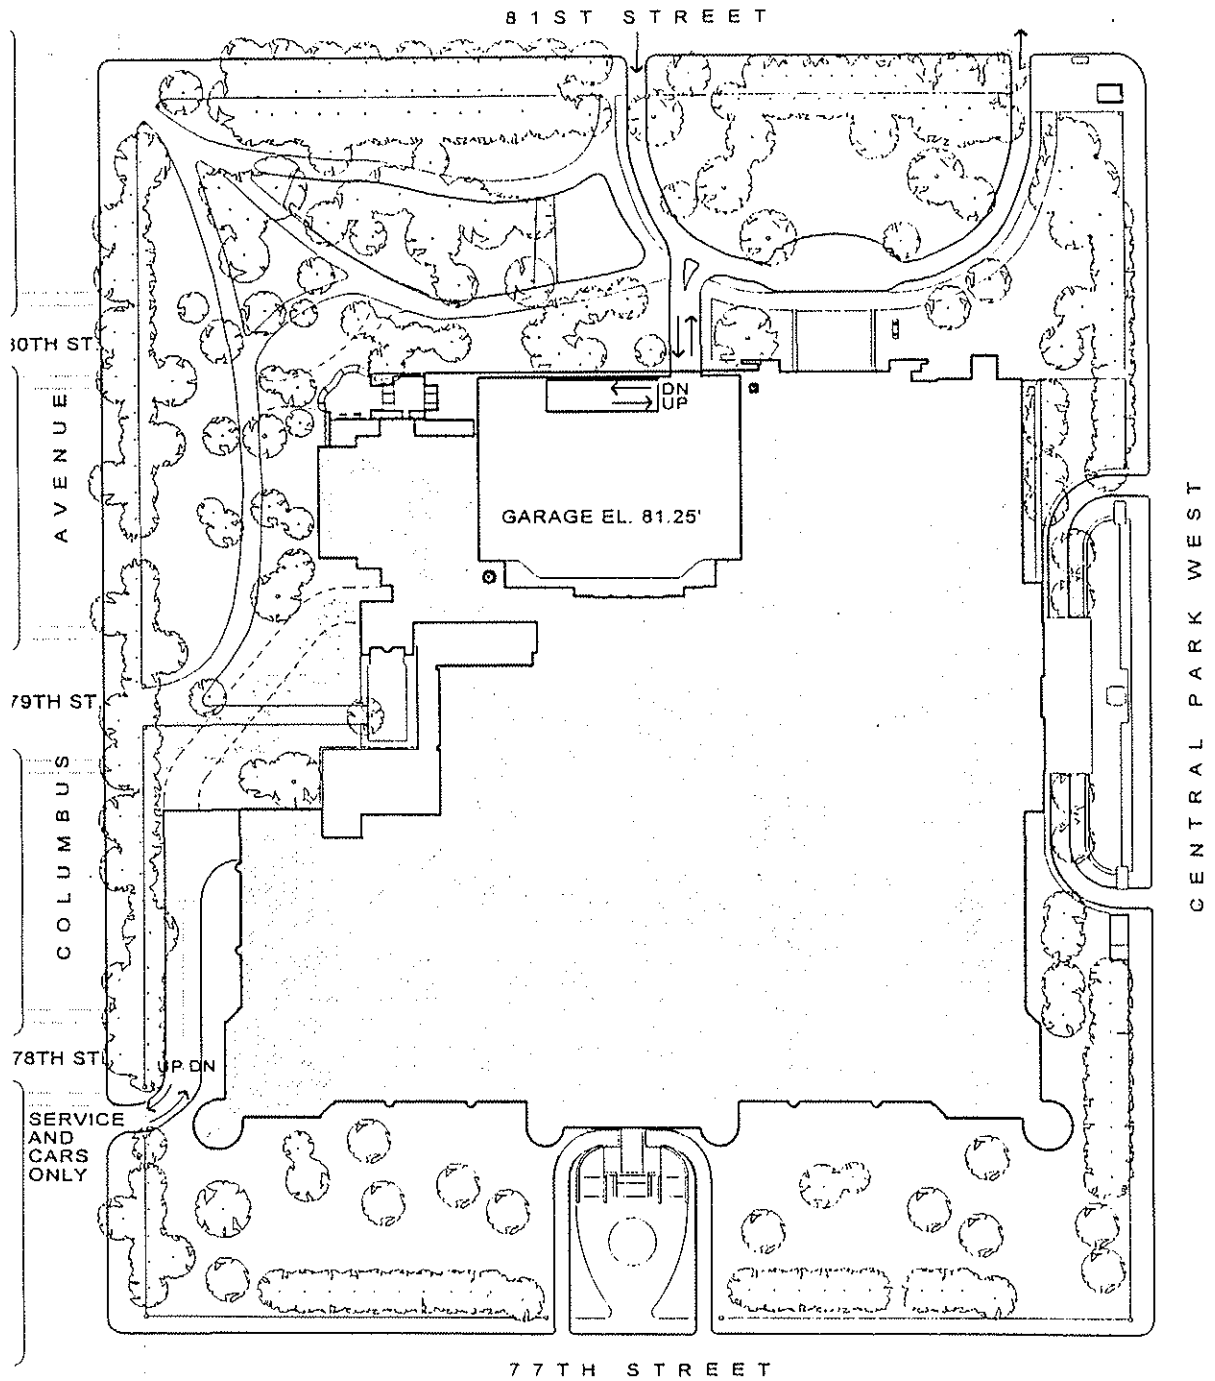 81ST STREET
80TH ST.
AVENUE
DN
UP
GARAGE EL. 81.25'
CENTRAL PARK WEST
79TH ST.
COLUMBUS
78TH ST.
UP DN
SERVICE
AND
CARS
ONLY
77TH STREET